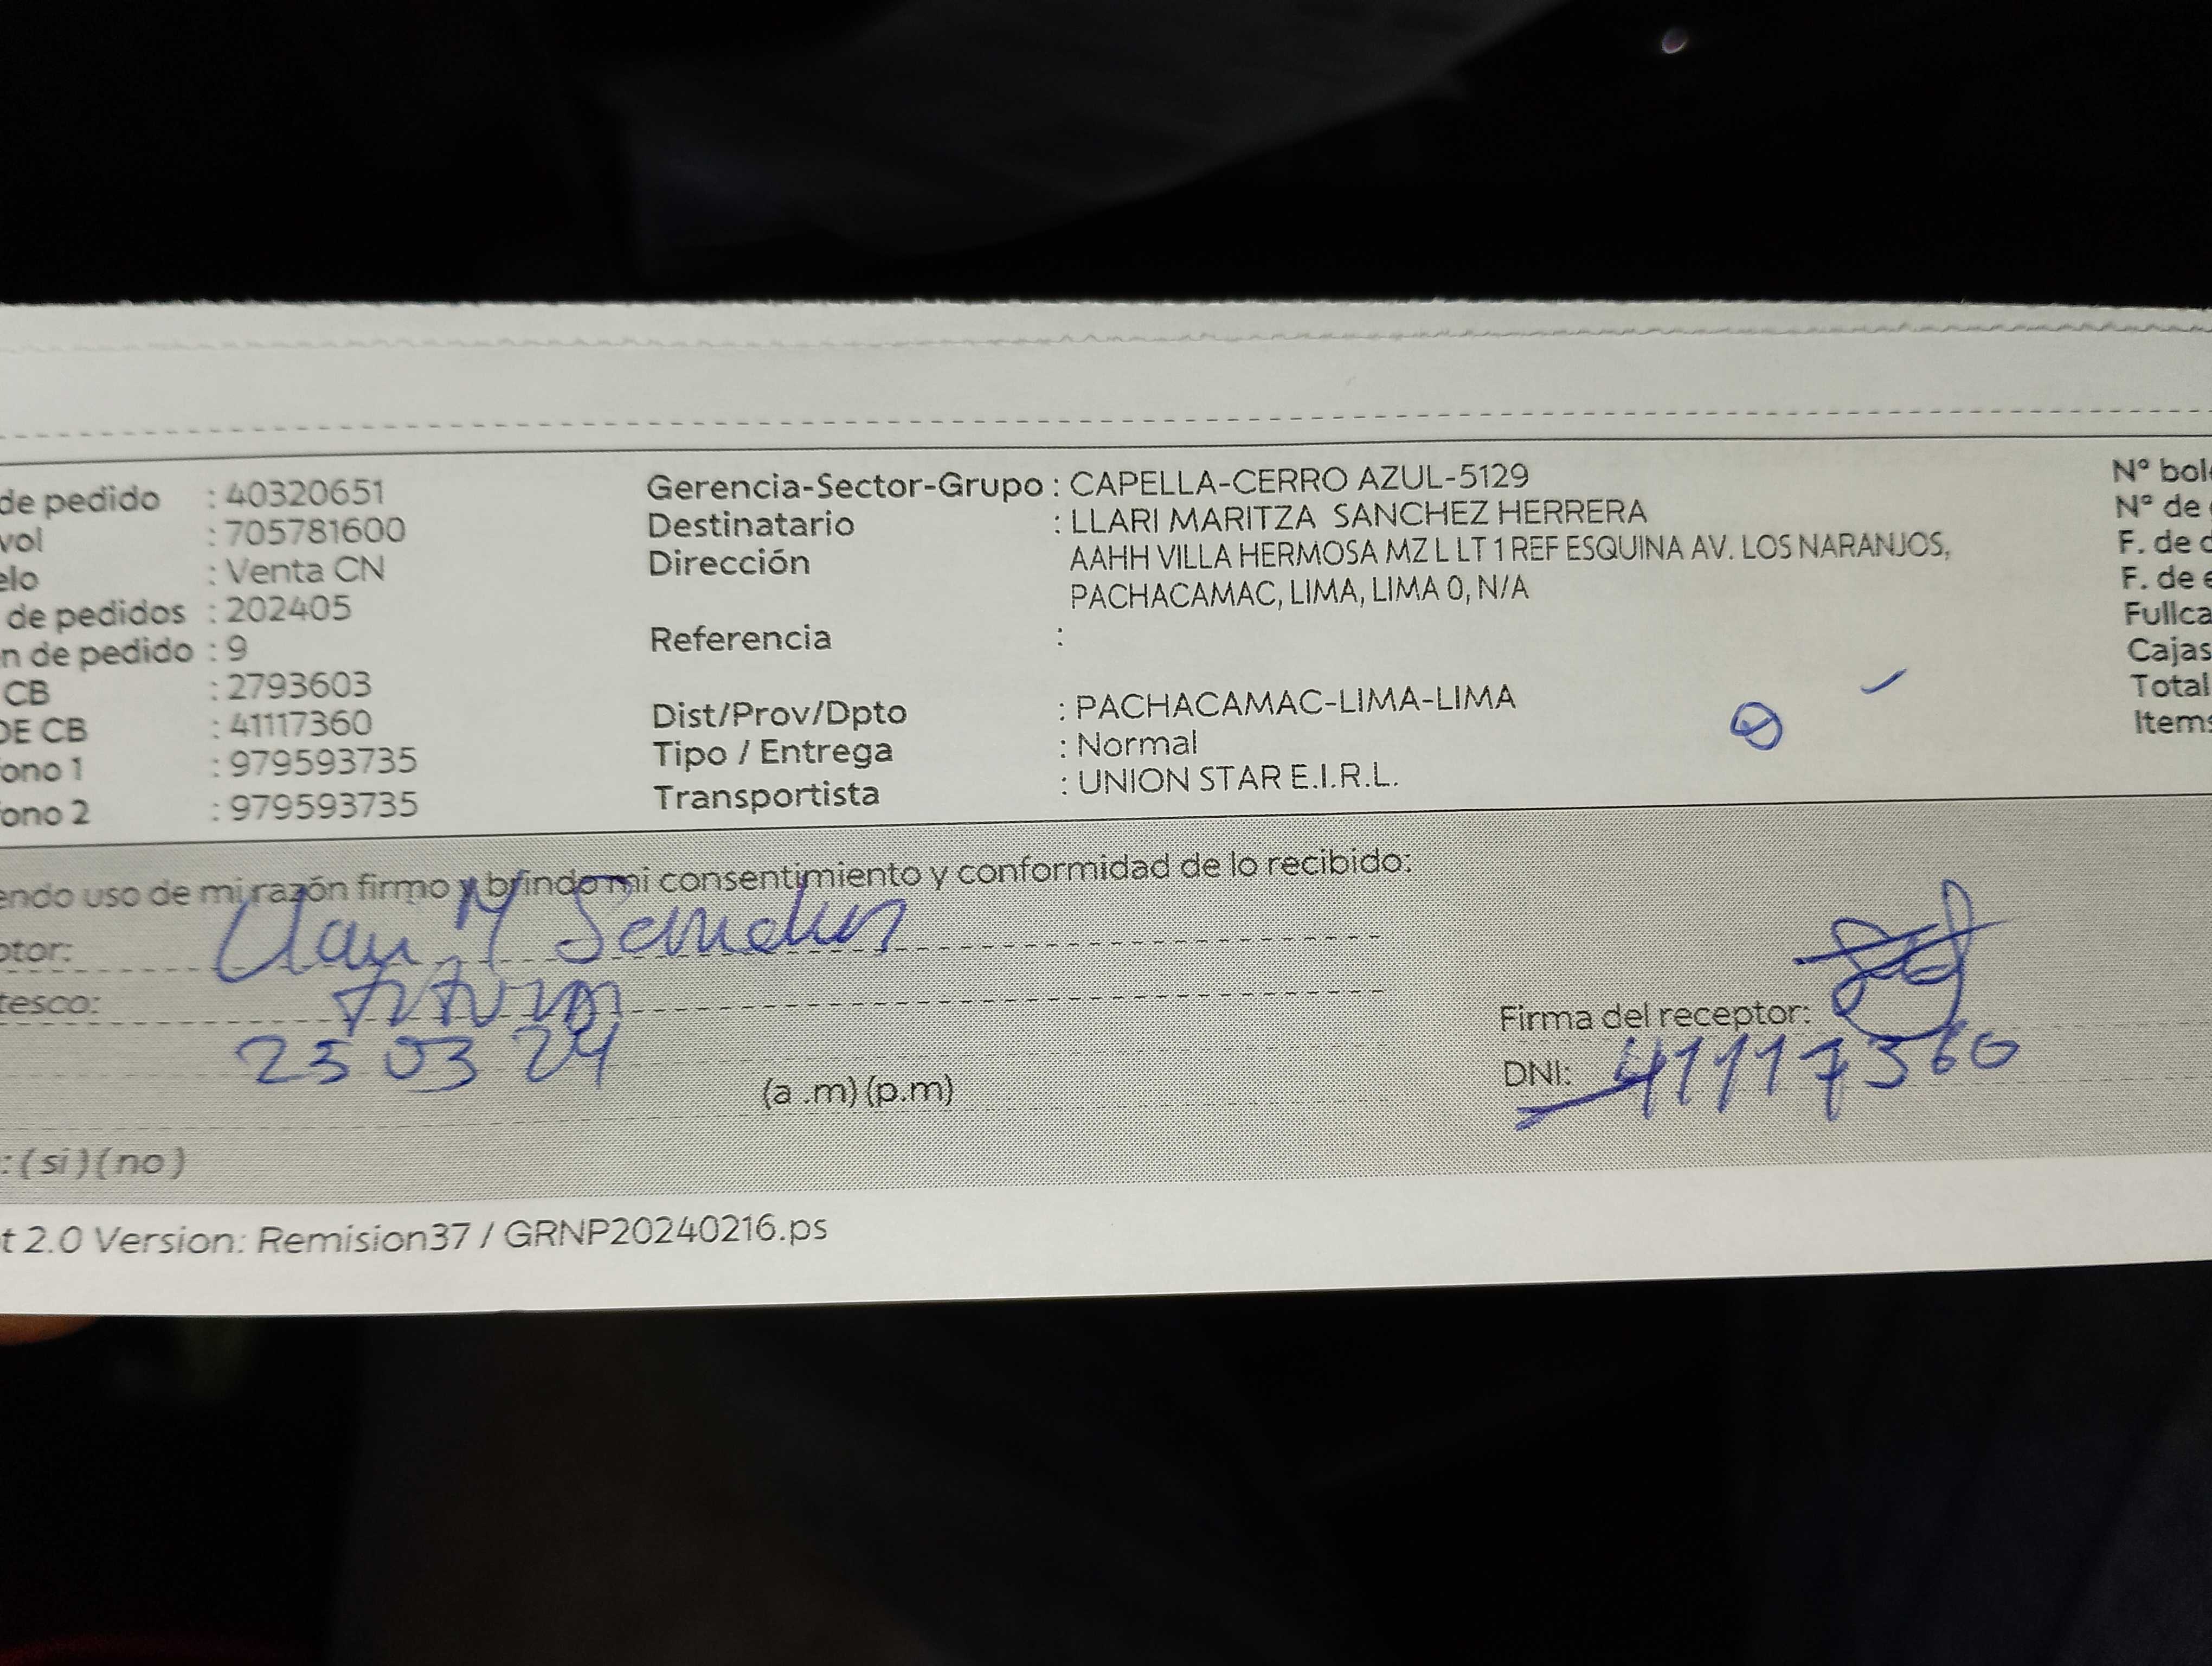 de pedido : 40320651
vol : 705781600
elo : Venta CN
de pedidos : 202405
n de pedido : 9
CB : 2793603
DE CB : 41117360
ono 1 : 979593735
ono 2 : 979593735
Gerencia-Sector-Grupo : CAPELLA-CERRO AZUL-5129
Destinatario : LLARI MARITZA SANCHEZ HERRERA
Dirección AAHH VILLA HERMOSA MZ L LT 1 REF ESQUINA AV. LOS NARANJOS,
PACHACAMAC, LIMA, LIMA 0, N/A
Referencia :
Dist/Prov/Dpto : PACHACAMAC-LIMA-LIMA
Tipo / Entrega : Normal
Transportista : UNION STAR E.I.R.L.
N° bol
N° de
F. de d
F. de e
Fullca
Cajas
Total
Items
endo uso de mi razón firmo y brindo mi consentimiento y conformidad de lo recibido:
ptor:
tesco:
23 03 24
(a .m) (p.m)
Firma del receptor:
DNI: 41117360
: ( si ) ( no )
t 2.0 Version: Remision37 / GRNP20240216.ps